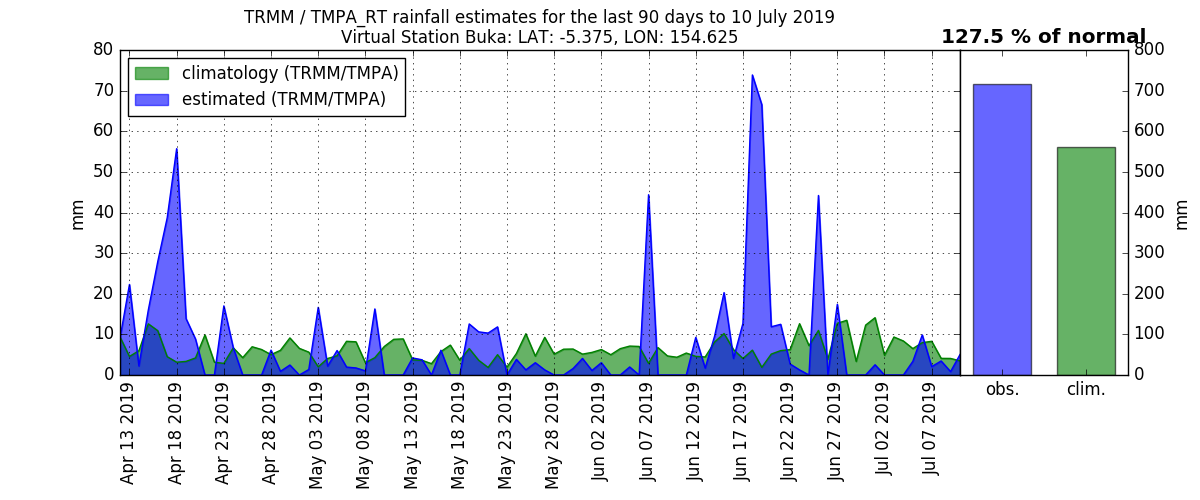 TRMM / TMPA_RT rainfall estimates for the last 90 days to 10 July 2019
Virtual Station Buka: LAT: -5.375, LON: 154.625
127.5 % of normal
climatology (TRMM/TMPA)
estimated (TRMM/TMPA)
80
70
60
50
40
30
20
10
0
mm
800
700
600
500
400
300
200
100
0
mm
Apr 13 2019
Apr 18 2019
Apr 23 2019
Apr 28 2019
May 03 2019
May 08 2019
May 13 2019
May 18 2019
May 23 2019
May 28 2019
Jun 02 2019
Jun 07 2019
Jun 12 2019
Jun 17 2019
Jun 22 2019
Jun 27 2019
Jul 02 2019
Jul 07 2019
obs.
clim.